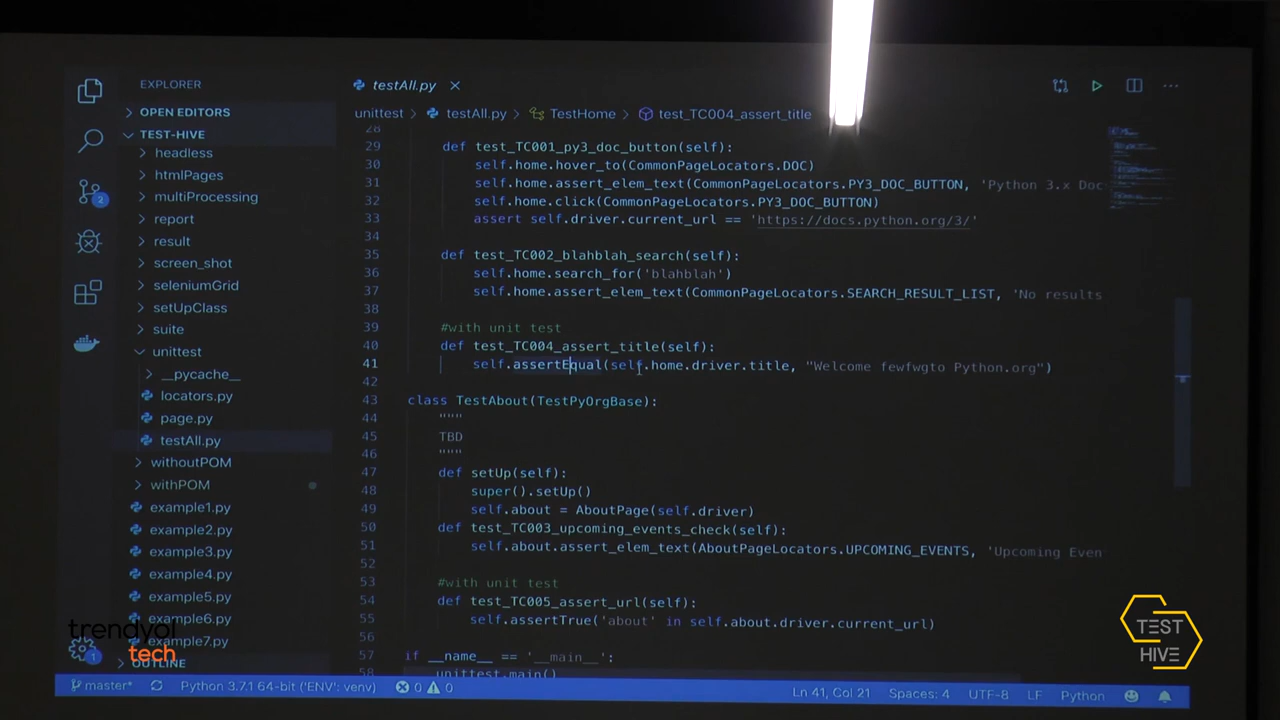 EXPLORER
testAll.py
OPEN EDITORS
unittest > testAll.py > TestHome > test_TC004_assert_title
TEST-HIVE
headless
htmlPages
multiProcessing
report
result
screen_shot
seleniumGrid
setUpClass
suite
unittest
__pycache__
locators.py
page.py
testAll.py
withoutPOM
withPOM
example1.py
example2.py
example3.py
example4.py
example5.py
example6.py
example7.py
OUTLINE
28
29 def test_TC001_py3_doc_button(self):
30 self.home.hover_to(CommonPageLocators.DOC)
31 self.home.assert_elem_text(CommonPageLocators.PY3_DOC_BUTTON, 'Python 3.x Doc
32 self.home.click(CommonPageLocators.PY3_DOC_BUTTON)
33 assert self.driver.current_url == 'https://docs.python.org/3/'
34
35 def test_TC002_blahblah_search(self):
36 self.home.search_for('blahblah')
37 self.home.assert_elem_text(CommonPageLocators.SEARCH_RESULT_LIST, 'No results
38
39 #with unit test
40 def test_TC004_assert_title(self):
41 self.assertEqual(self.home.driver.title, "Welcome fewfwgto Python.org")
42
43 class TestAbout(TestPyOrgBase):
44 """
45 TBD
46 """
47 def setUp(self):
48 super().setUp()
49 self.about = AboutPage(self.driver)
50 def test_TC003_upcoming_events_check(self):
51 self.about.assert_elem_text(AboutPageLocators.UPCOMING_EVENTS, 'Upcoming Even
52
53 #with unit test
54 def test_TC005_assert_url(self):
55 self.assertTrue('about' in self.about.driver.current_url)
56
57 if __name__ == '__main__':
58 unittest.main()
2
1
master* Python 3.7.1 64-bit ('ENV': venv) 0 0 Ln 41, Col 21 Spaces: 4 UTF-8 LF Python
trendyol
tech
TEST
HIVE